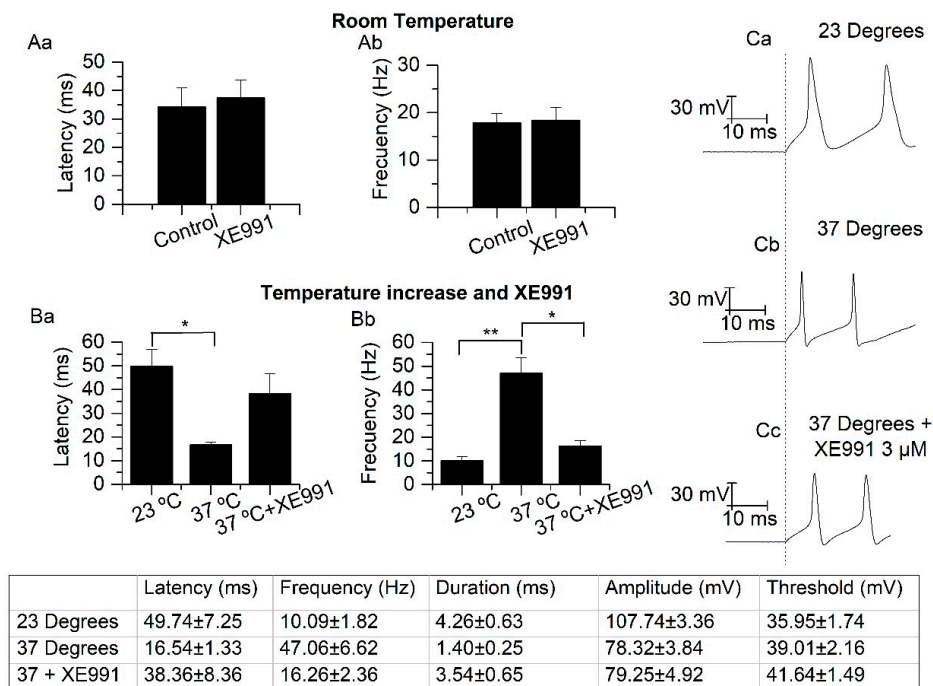 Room Temperature
Aa
Latency (ms)
50
40
30
20
10
0
Control
XE991
Ab
Frecuency (Hz)
30
20
10
0
Control
XE991
Ca
23 Degrees
30 mV
10 ms
Temperature increase and XE991
Ba
Latency (ms)
60
50
40
30
20
10
0
*
23 ºC
37 ºC
37 ºC+XE991
Bb
Frecuency (Hz)
60
50
40
30
20
10
0
**
*
23 ºC
37 ºC
37 ºC+XE991
Cb
37 Degrees
30 mV
10 ms
Cc
37 Degrees +
XE991 3 µM
30 mV
10 ms
Latency (ms) Frequency (Hz) Duration (ms) Amplitude (mV) Threshold (mV)
23 Degrees 49.74±7.25 10.09±1.82 4.26±0.63 107.74±3.36 35.95±1.74
37 Degrees 16.54±1.33 47.06±6.62 1.40±0.25 78.32±3.84 39.01±2.16
37 + XE991 38.36±8.36 16.26±2.36 3.54±0.65 79.25±4.92 41.64±1.49